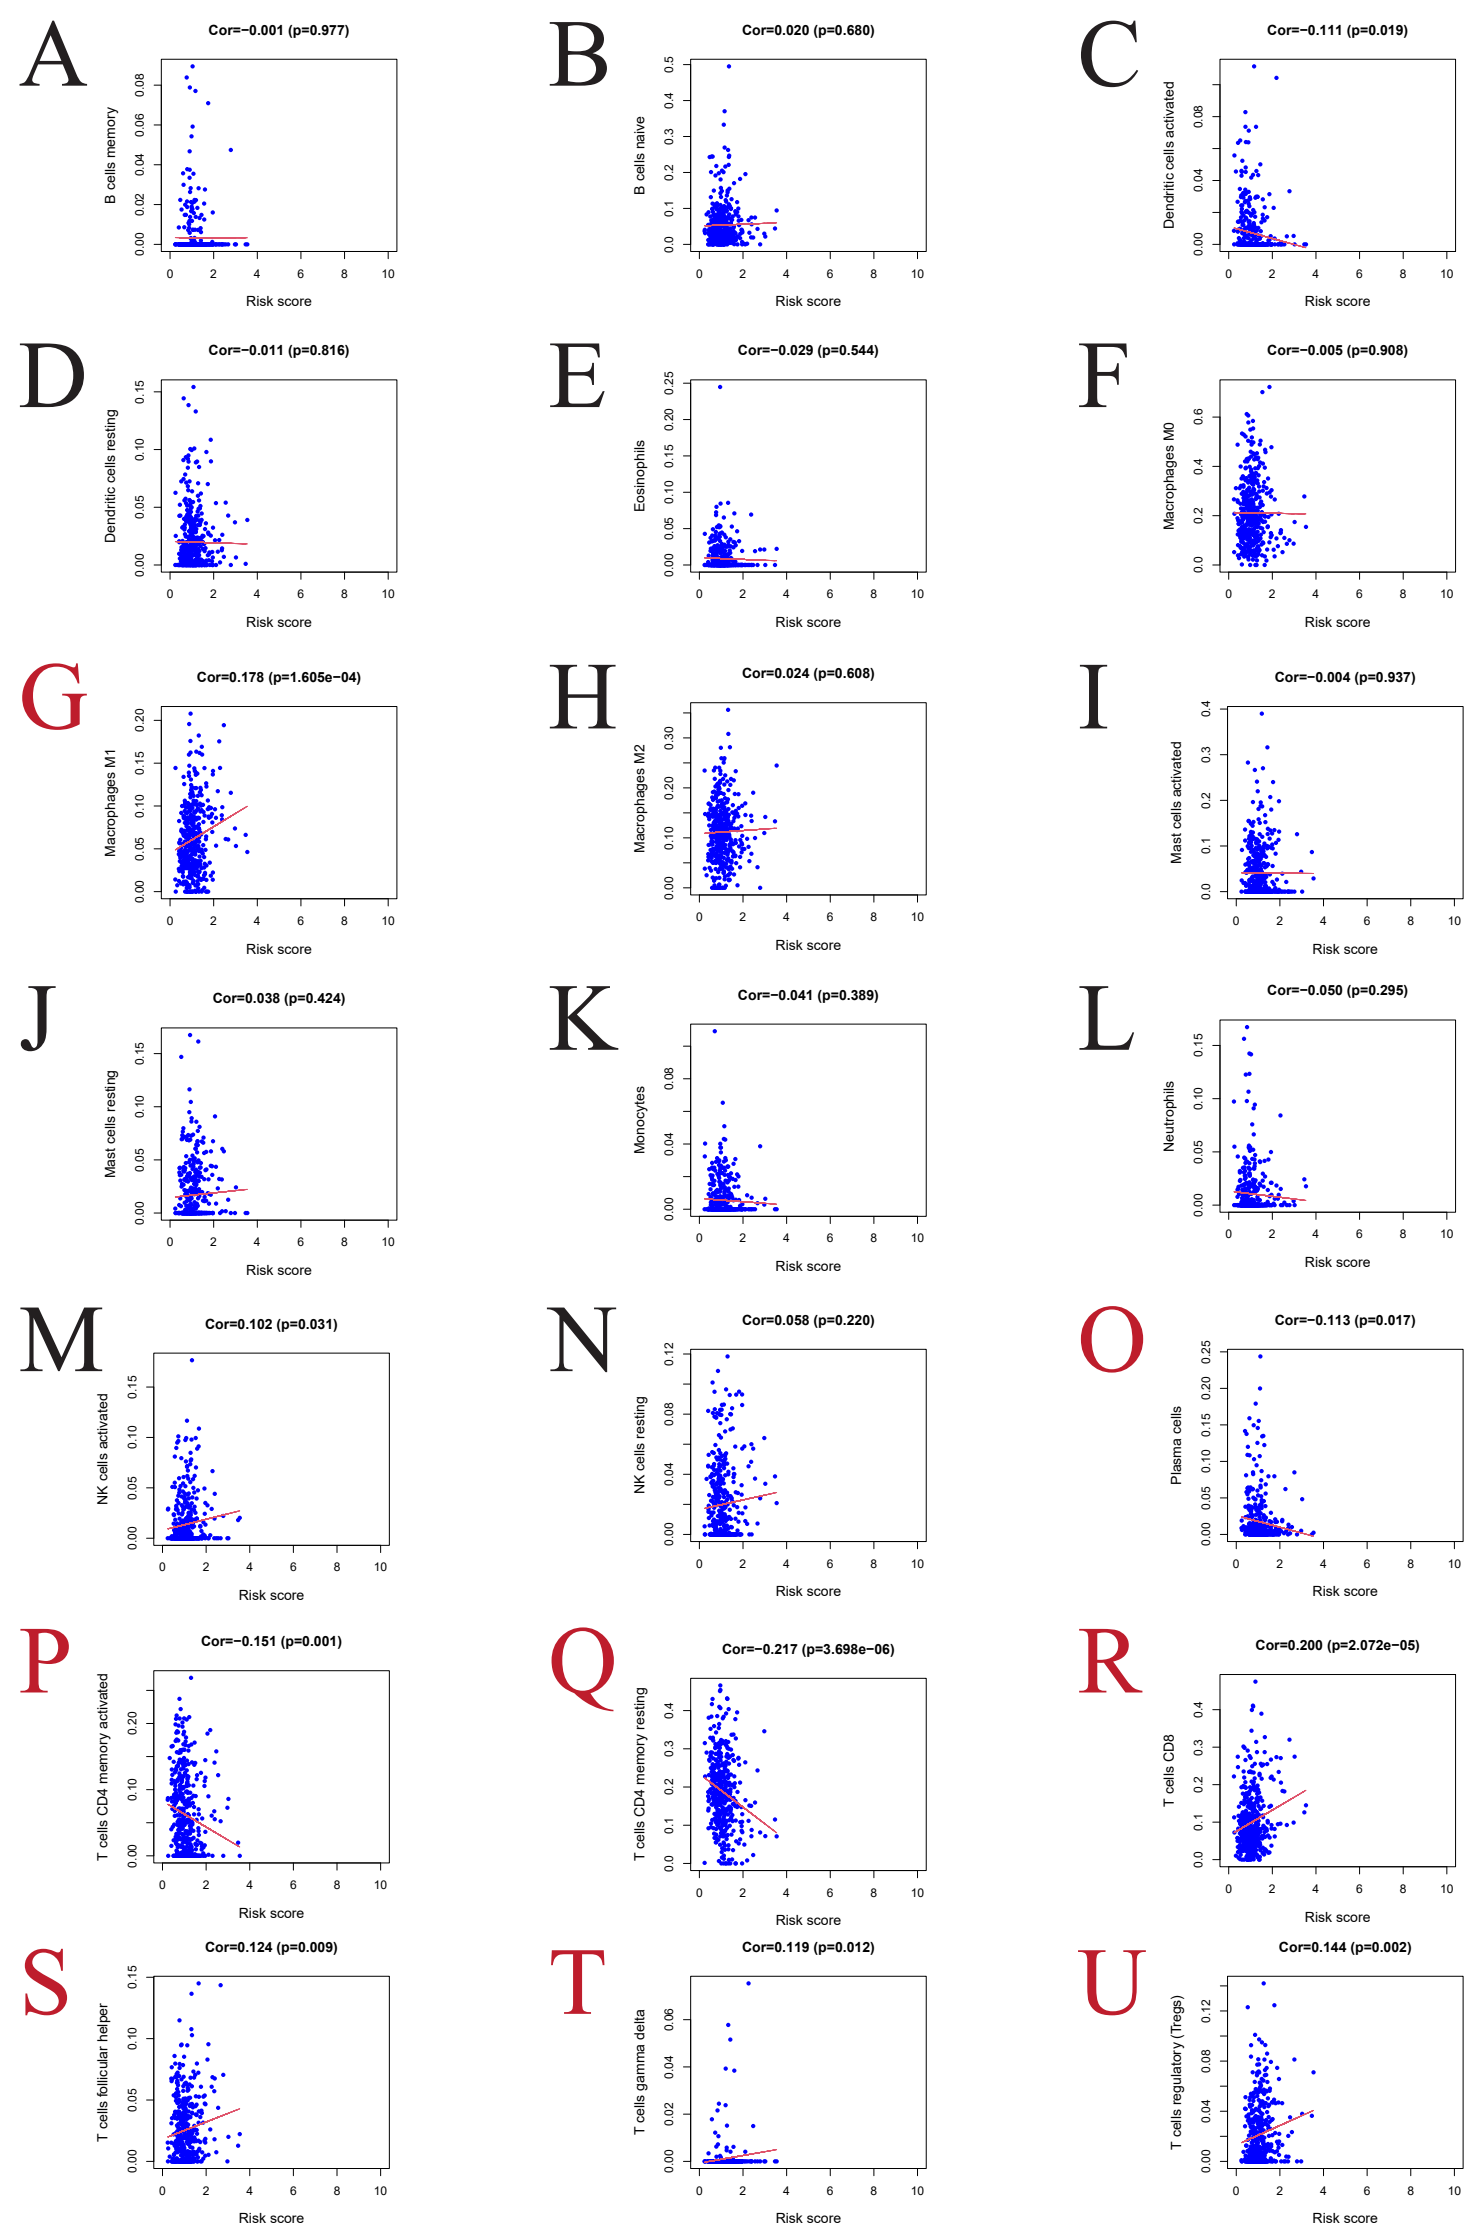 A
Cor=−0.001 (p=0.977)
B cells memory
0.00 0.02 0.04 0.06 0.08
0 2 4 6 8 10
Risk score
B
Cor=0.020 (p=0.680)
B cells naive
0.0 0.1 0.2 0.3 0.4 0.5
0 2 4 6 8 10
Risk score
C
Cor=−0.111 (p=0.019)
Dendritic cells activated
0.00 0.04 0.08
0 2 4 6 8 10
Risk score
D
Cor=−0.011 (p=0.816)
Dendritic cells resting
0.00 0.05 0.10 0.15
0 2 4 6 8 10
Risk score
E
Cor=−0.029 (p=0.544)
Eosinophils
0.00 0.05 0.10 0.15 0.20 0.25
0 2 4 6 8 10
Risk score
F
Cor=−0.005 (p=0.908)
Macrophages M0
0.0 0.2 0.4 0.6
0 2 4 6 8 10
Risk score
G
Cor=0.178 (p=1.605e−04)
Macrophages M1
0.00 0.05 0.10 0.15 0.20
0 2 4 6 8 10
Risk score
H
Cor=0.024 (p=0.608)
Macrophages M2
0.00 0.10 0.20 0.30
0 2 4 6 8 10
Risk score
I
Cor=−0.004 (p=0.937)
Mast cells activated
0.0 0.1 0.2 0.3 0.4
0 2 4 6 8 10
Risk score
J
Cor=0.038 (p=0.424)
Mast cells resting
0.00 0.05 0.10 0.15
0 2 4 6 8 10
Risk score
K
Cor=−0.041 (p=0.389)
Monocytes
0.00 0.04 0.08
0 2 4 6 8 10
Risk score
L
Cor=−0.050 (p=0.295)
Neutrophils
0.00 0.05 0.10 0.15
0 2 4 6 8 10
Risk score
M
Cor=0.102 (p=0.031)
NK cells activated
0.00 0.05 0.10 0.15
0 2 4 6 8 10
Risk score
N
Cor=0.058 (p=0.220)
NK cells resting
0.00 0.04 0.08 0.12
0 2 4 6 8 10
Risk score
O
Cor=−0.113 (p=0.017)
Plasma cells
0.00 0.05 0.10 0.15 0.20 0.25
0 2 4 6 8 10
Risk score
P
Cor=−0.151 (p=0.001)
T cells CD4 memory activated
0.00 0.10 0.20
0 2 4 6 8 10
Risk score
Q
Cor=−0.217 (p=3.698e−06)
T cells CD4 memory resting
0.0 0.1 0.2 0.3 0.4
0 2 4 6 8 10
Risk score
R
Cor=0.200 (p=2.072e−05)
T cells CD8
0.0 0.1 0.2 0.3 0.4
0 2 4 6 8 10
Risk score
S
Cor=0.124 (p=0.009)
T cells follicular helper
0.00 0.05 0.10 0.15
0 2 4 6 8 10
Risk score
T
Cor=0.119 (p=0.012)
T cells gamma delta
0.00 0.02 0.04 0.06
0 2 4 6 8 10
Risk score
U
Cor=0.144 (p=0.002)
T cells regulatory (Tregs)
0.00 0.04 0.08 0.12
0 2 4 6 8 10
Risk score